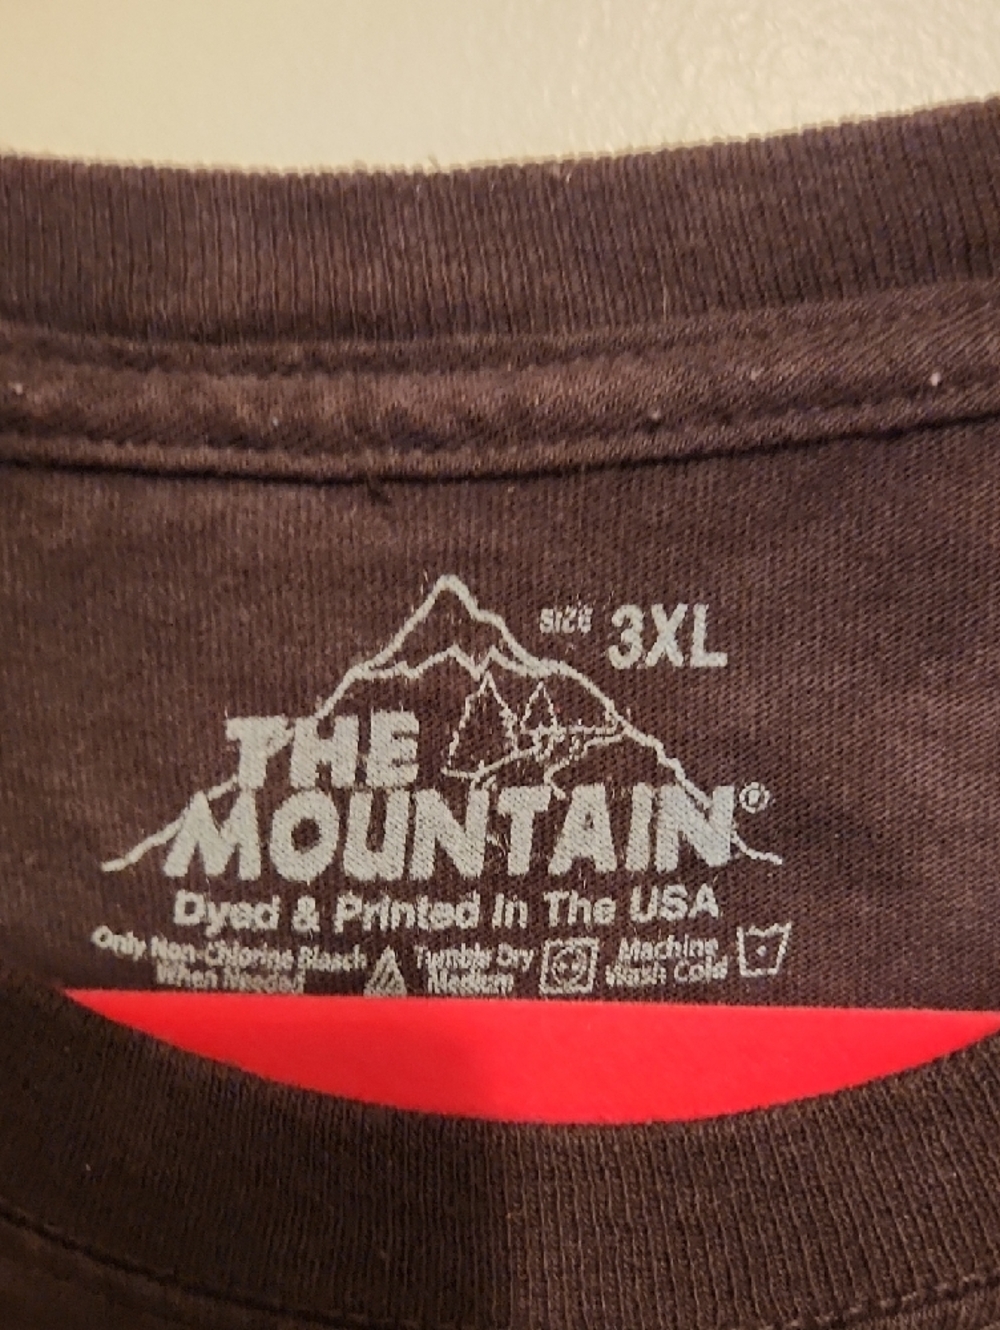 SIZE 3XL
THE
MOUNTAIN®
Dyed & Printed In The USA
Only Non-Chlorine Bleach
When Needed
Tumble Dry
Medium
Machine
Wash Cold